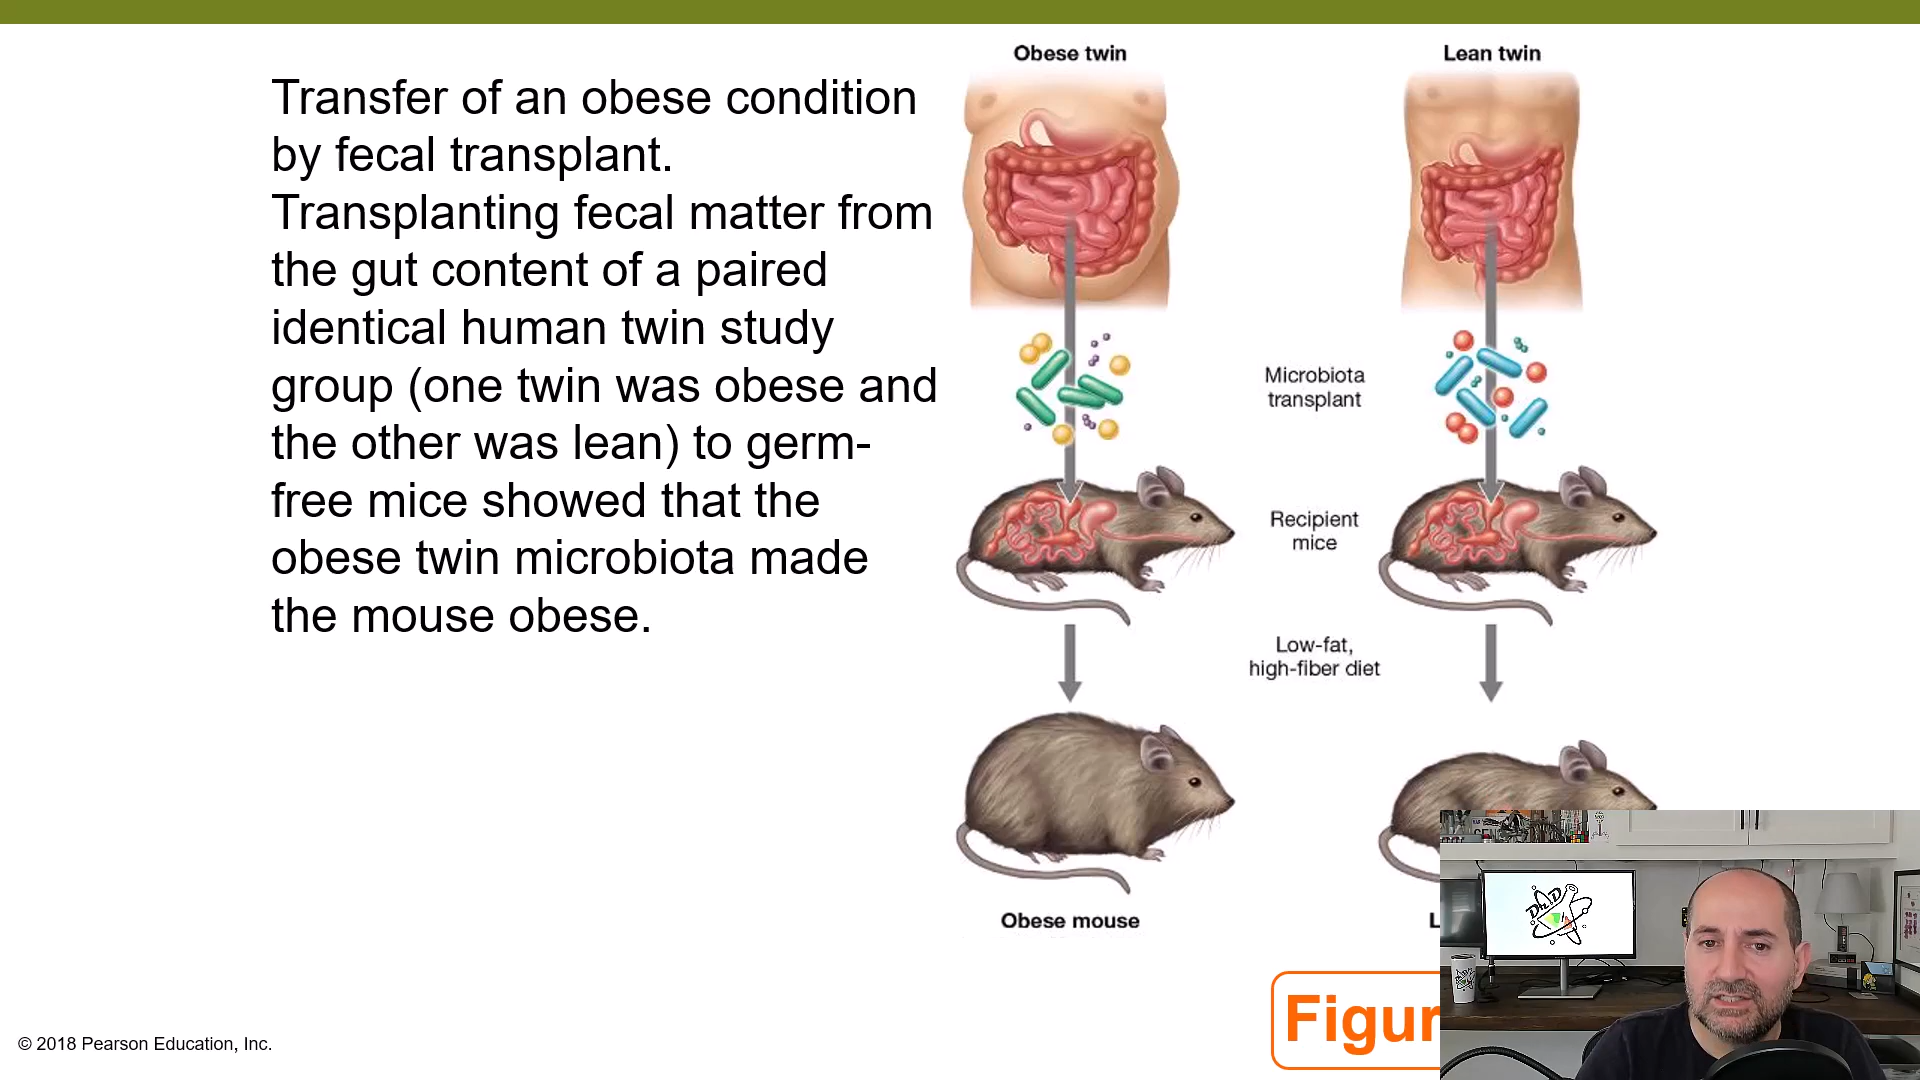 Transfer of an obese condition
by fecal transplant.
Transplanting fecal matter from
the gut content of a paired
identical human twin study
group (one twin was obese and
the other was lean) to germ-
free mice showed that the
obese twin microbiota made
the mouse obese.
Obese twin
Lean twin
Microbiota
transplant
Recipient
mice
Low-fat,
high-fiber diet
Obese mouse
© 2018 Pearson Education, Inc.